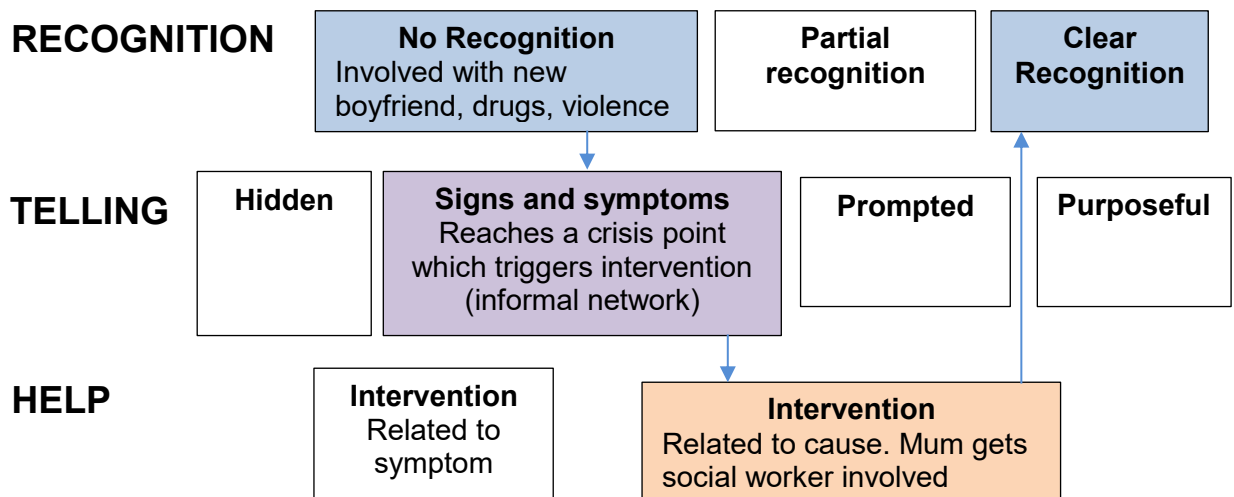 RECOGNITION
No Recognition
Involved with new
boyfriend, drugs, violence
Partial
recognition
Clear
Recognition
TELLING
Hidden
Signs and symptoms
Reaches a crisis point
which triggers intervention
(informal network)
Prompted
Purposeful
HELP
Intervention
Related to
symptom
Intervention
Related to cause. Mum gets
social worker involved